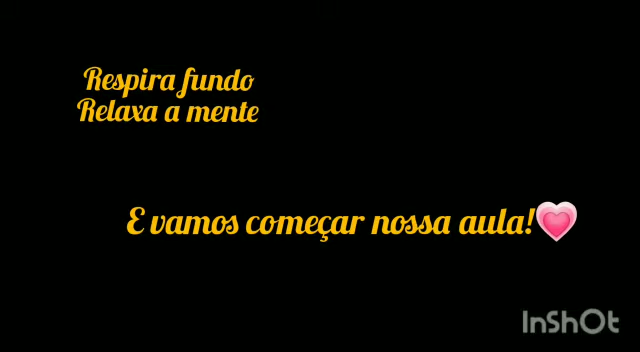 Respira fundo
Relaxa a mente
E vamos começar nossa aula!💗
InShOt